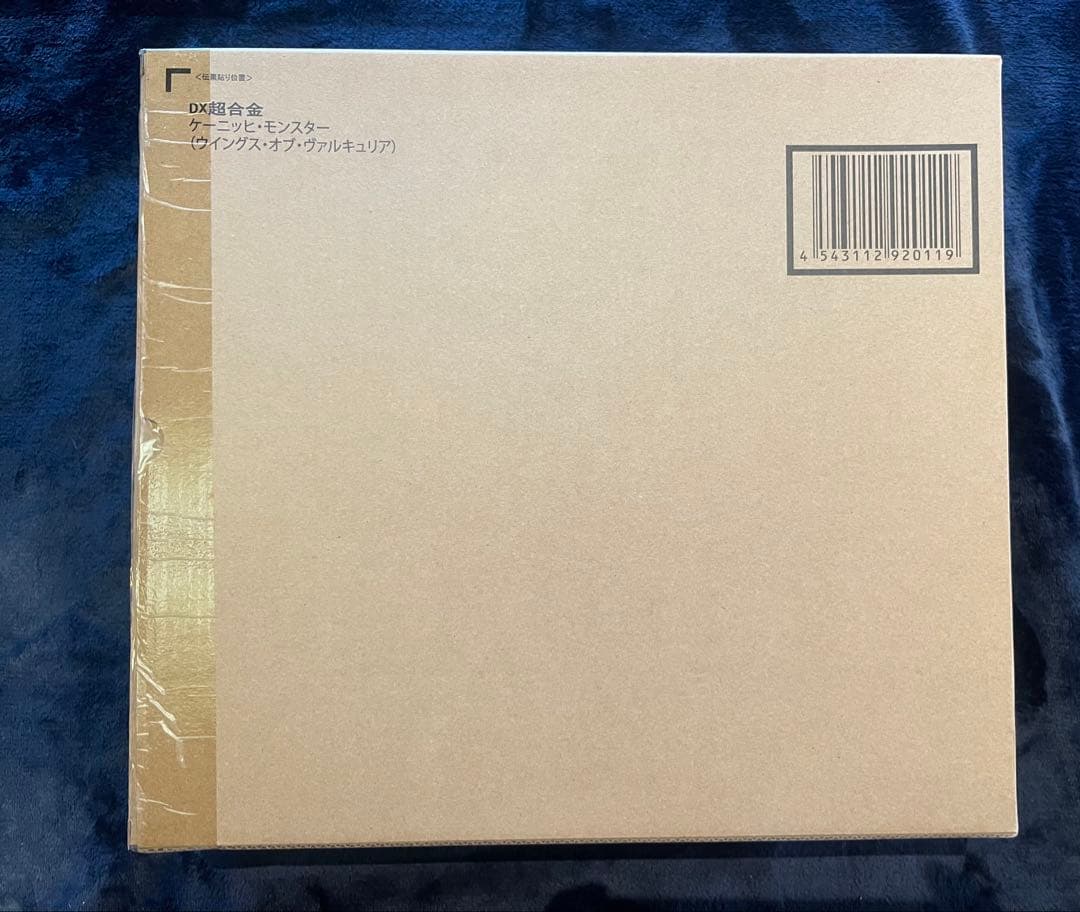 <伝票貼り位置>
DX超合金
ケーニッヒ・モンスター
(ウイングス・オブ・ヴァルキュリア)
4 543112 920119